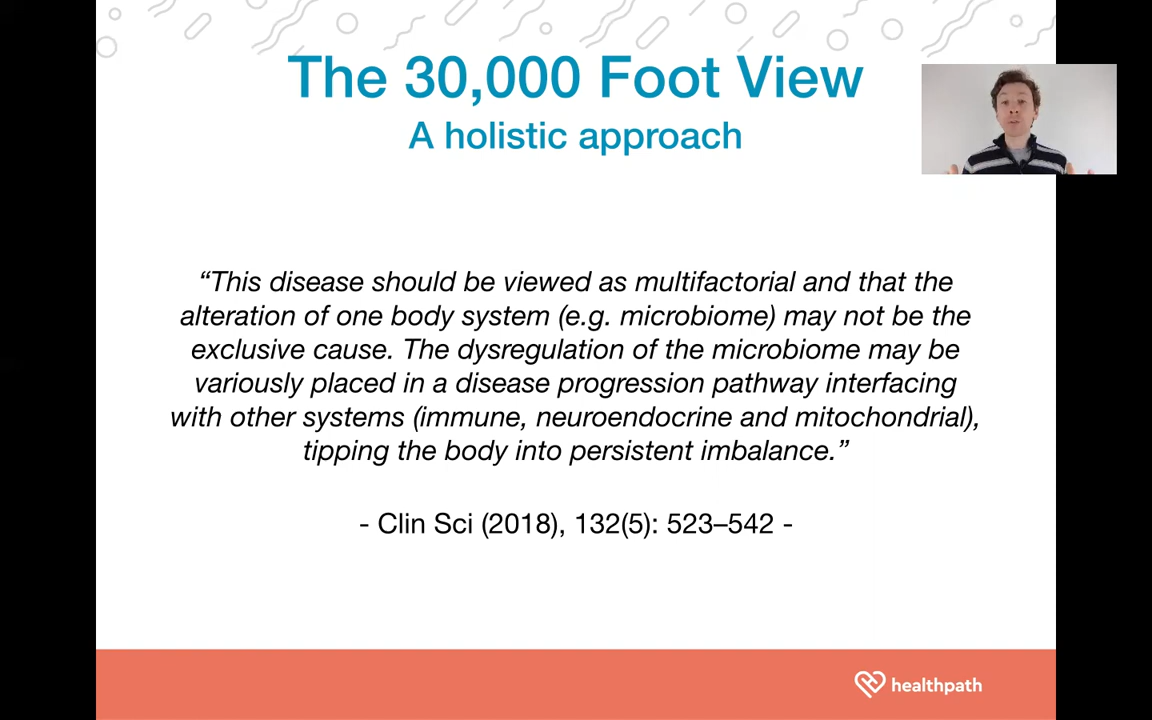 The 30,000 Foot View
A holistic approach
“This disease should be viewed as multifactorial and that the
alteration of one body system (e.g. microbiome) may not be the
exclusive cause. The dysregulation of the microbiome may be
variously placed in a disease progression pathway interfacing
with other systems (immune, neuroendocrine and mitochondrial),
tipping the body into persistent imbalance.”
- Clin Sci (2018), 132(5): 523–542 -
healthpath